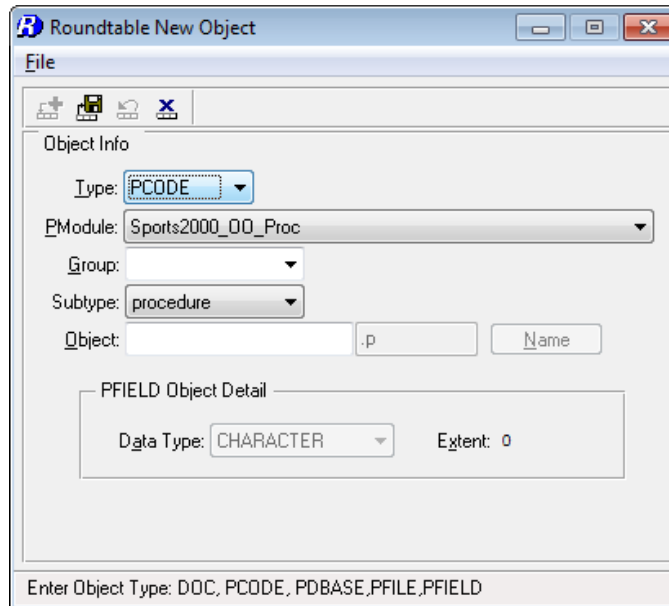 Roundtable New Object
File
Object Info
Type: PCODE
PModule: Sports2000_OO_Proc
Group:
Subtype: procedure
Object: .p Name
PFIELD Object Detail
Data Type: CHARACTER Extent: 0
Enter Object Type: DOC, PCODE, PDBASE,PFILE,PFIELD